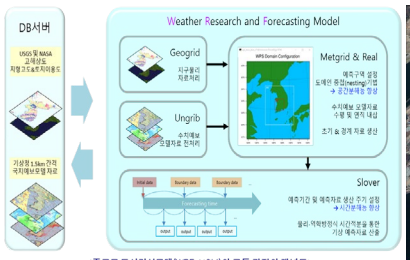 DB서버
USGS 및 NASA
고해상도
지형고도&토지이용도
기상청 1.5km 간격
국지예보모델 자료
Weather Research and Forecasting Model
Geogrid
지구물리
자료처리
Ungrib
수치예보
모델자료 전처리
WPS Domain Configuration
Metgrid & Real
예측구역 설정
도메인 중첩(nesting)기법
→ 공간분해능 향상
수치예보 모델자료
수평 및 연직 내삽
초기 & 경계 자료 생산
Slover
Initial data
Boundary data
Boundary data
...
Forecasting time
output
output
output
output
...
예측기간 및 예측자료 생산 주기 설정
→ 시간분해능 향상
물리·역학방정식 시간적분을 통한
기상 예측자료 산출